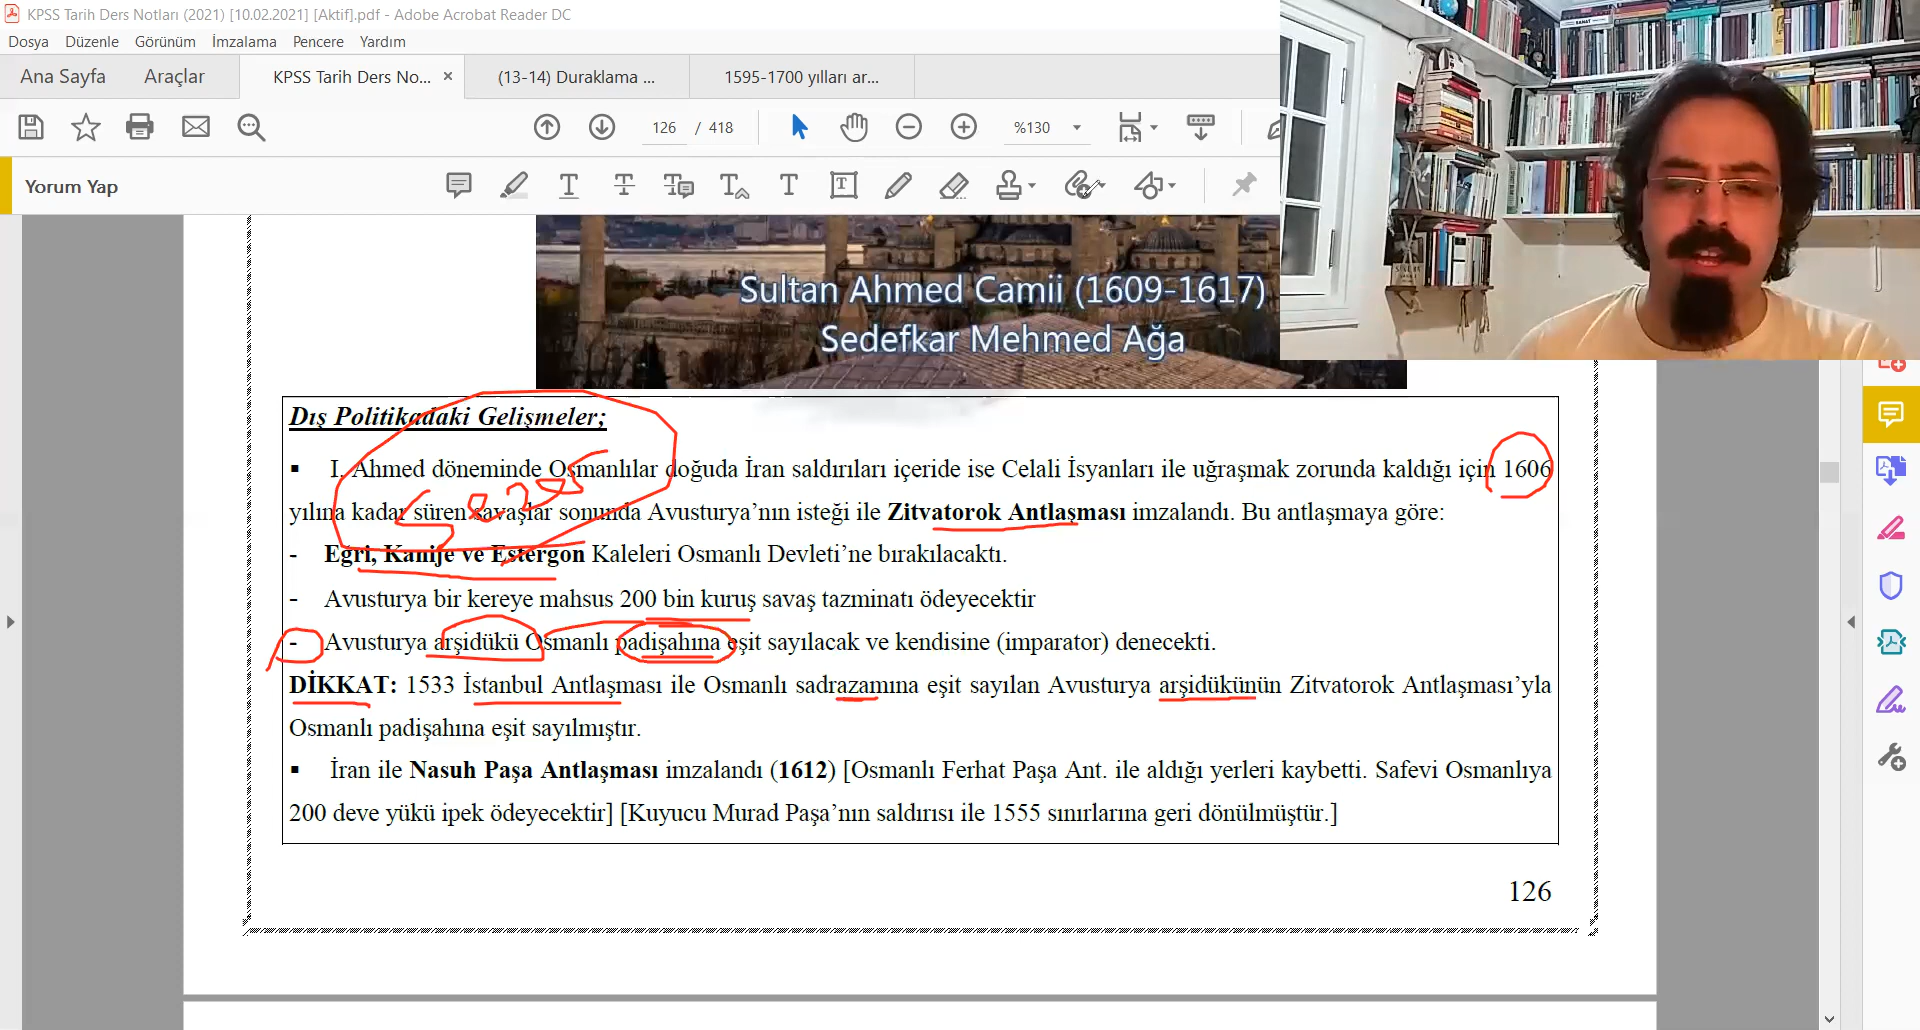 KPSS Tarih Ders Notları (2021) [10.02.2021] [Aktif].pdf - Adobe Acrobat Reader DC
Dosya Düzenle Görünüm İmzalama Pencere Yardım
Ana Sayfa Araçlar KPSS Tarih Ders No... × (13-14) Duraklama ... 1595-1700 yılları ar...
126 / 418 %130
Yorum Yap
Sultan Ahmed Camii (1609-1617)
Sedefkar Mehmed Ağa
Dış Politikadaki Gelişmeler;
▪ I. Ahmed döneminde Osmanlılar doğuda İran saldırıları içeride ise Celali İsyanları ile uğraşmak zorunda kaldığı için 1606
yılına kadar süren savaşlar sonunda Avusturya’nın isteği ile Zitvatorok Antlaşması imzalandı. Bu antlaşmaya göre:
- Eğri, Kanije ve Estergon Kaleleri Osmanlı Devleti’ne bırakılacaktı.
- Avusturya bir kereye mahsus 200 bin kuruş savaş tazminatı ödeyecektir
- Avusturya arşidükü Osmanlı padişahına eşit sayılacak ve kendisine (imparator) denecekti.
DİKKAT: 1533 İstanbul Antlaşması ile Osmanlı sadrazamına eşit sayılan Avusturya arşidükünün Zitvatorok Antlaşması’yla
Osmanlı padişahına eşit sayılmıştır.
▪ İran ile Nasuh Paşa Antlaşması imzalandı (1612) [Osmanlı Ferhat Paşa Ant. ile aldığı yerleri kaybetti. Safevi Osmanlıya
200 deve yükü ipek ödeyecektir] [Kuyucu Murad Paşa’nın saldırısı ile 1555 sınırlarına geri dönülmüştür.]
126